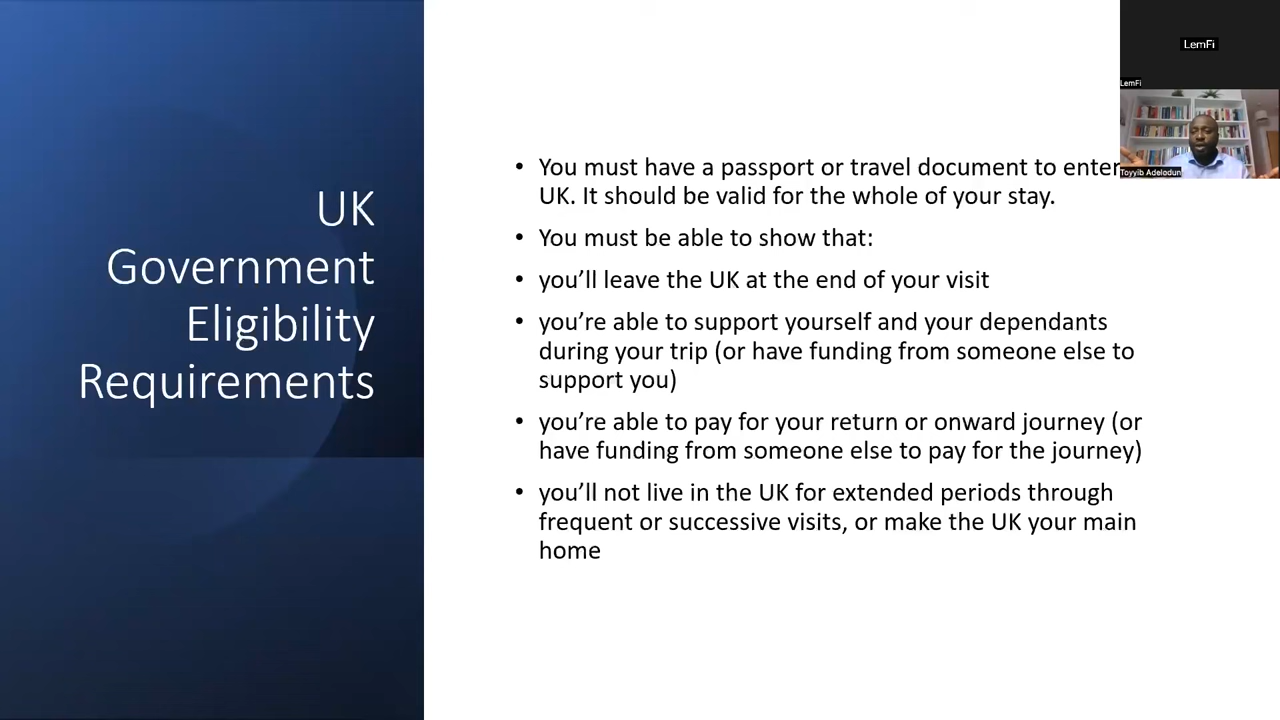 UK
Government
Eligibility
Requirements
• You must have a passport or travel document to enter
UK. It should be valid for the whole of your stay.
• You must be able to show that:
• you’ll leave the UK at the end of your visit
• you’re able to support yourself and your dependants
during your trip (or have funding from someone else to
support you)
• you’re able to pay for your return or onward journey (or
have funding from someone else to pay for the journey)
• you’ll not live in the UK for extended periods through
frequent or successive visits, or make the UK your main
home
LemFi
LemFi
Toyyib Adelodun